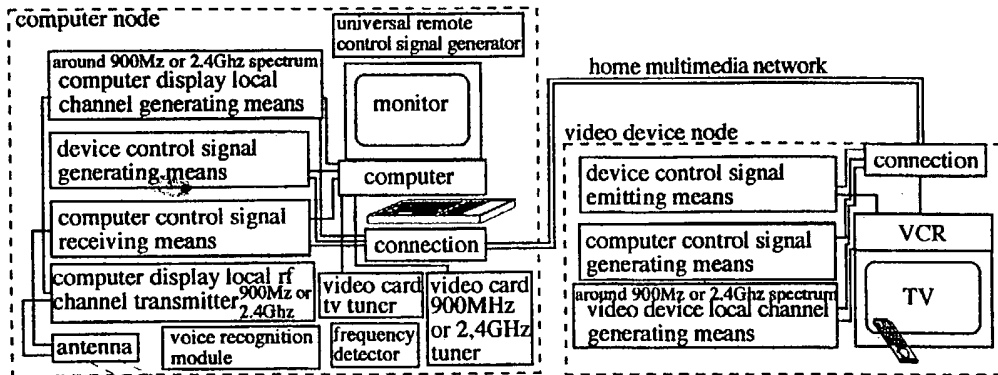 computer node
universal remote
control signal generator
around 900Mz or 2.4Ghz spectrum
computer display local
channel generating means
monitor
device control signal
generating means
computer
computer control signal
receiving means
connection
computer display local rf
channel transmitter 900Mz or
2.4Ghz
video card
tv tuner
video card
900MHz
or 2,4GHz
tuner
antenna
voice recognition
module
frequency
detector
home multimedia network
video device node
connection
device control signal
emitting means
VCR
computer control signal
generating means
TV
around 900Mz or 2.4Ghz spectrum
video device local channel
generating means